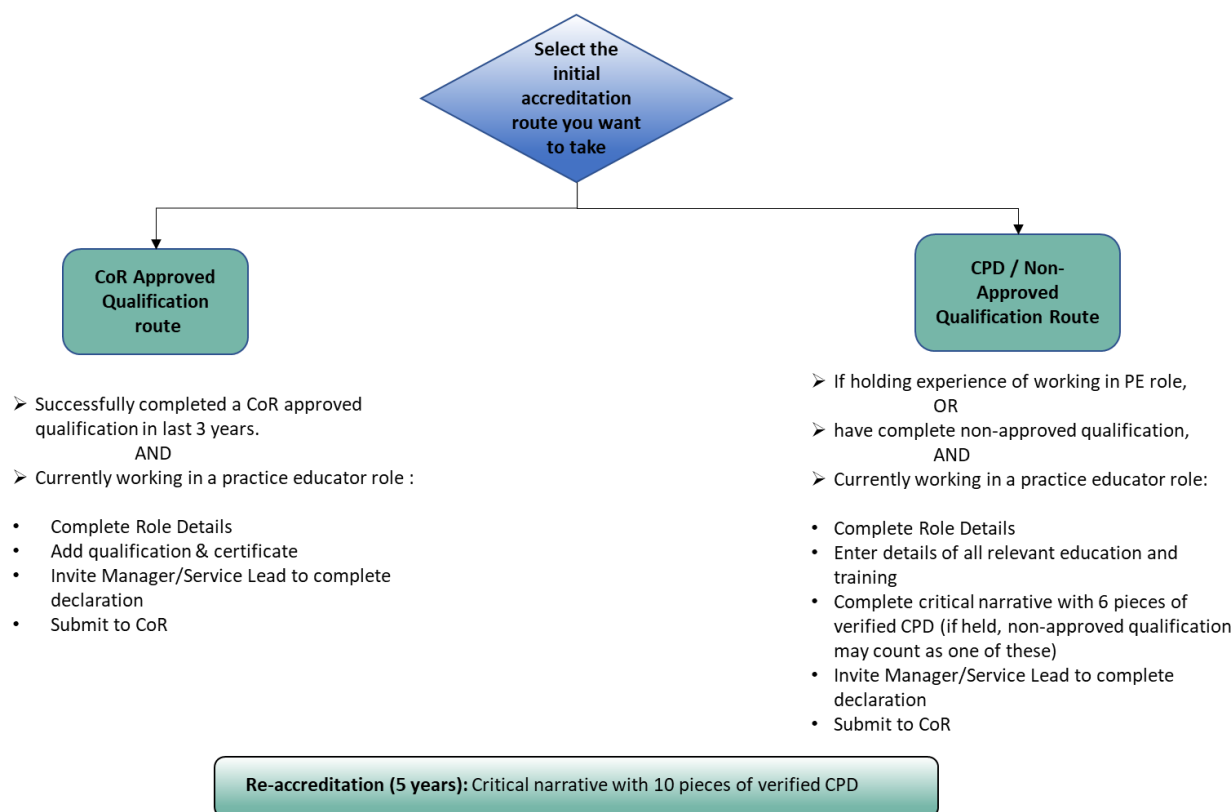 Select the
initial
accreditation
route you want
to take
CoR Approved
Qualification
route
➢ Successfully completed a CoR approved
qualification in last 3 years.
AND
➢ Currently working in a practice educator role :
• Complete Role Details
• Add qualification & certificate
• Invite Manager/Service Lead to complete
declaration
• Submit to CoR
CPD / Non-
Approved
Qualification Route
➢ If holding experience of working in PE role,
OR
➢ have complete non-approved qualification,
AND
➢ Currently working in a practice educator role:
• Complete Role Details
• Enter details of all relevant education and
training
• Complete critical narrative with 6 pieces of
verified CPD (if held, non-approved qualification
may count as one of these)
• Invite Manager/Service Lead to complete
declaration
• Submit to CoR
Re-accreditation (5 years): Critical narrative with 10 pieces of verified CPD